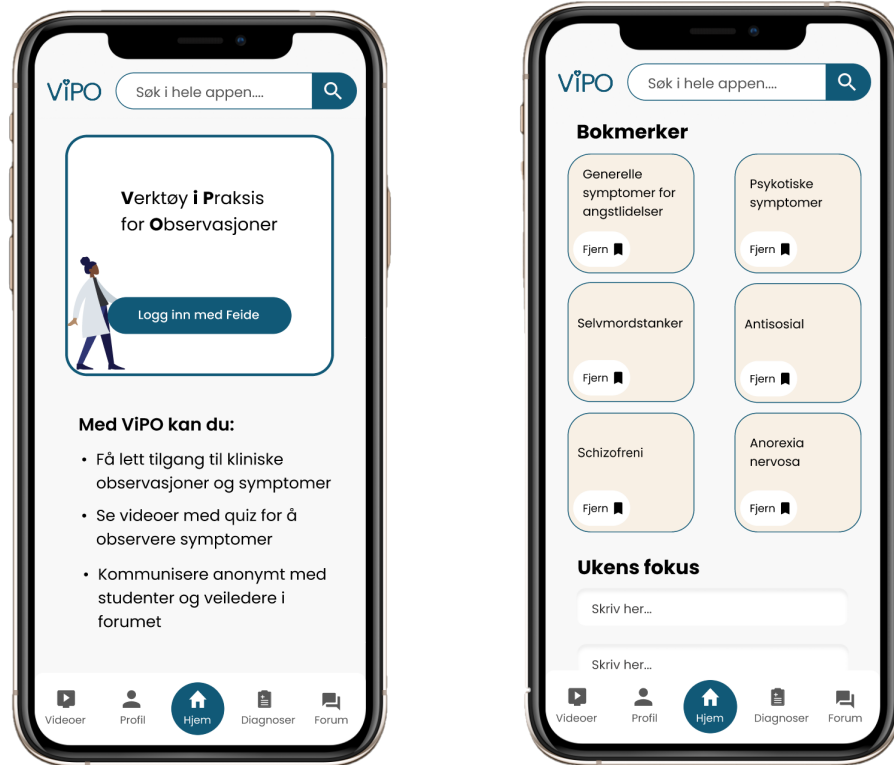 ViPO
Søk i hele appen....
Verktøy i Praksis
for Observasjoner
Logg inn med Feide
Med ViPO kan du:
• Få lett tilgang til kliniske
observasjoner og symptomer
• Se videoer med quiz for å
observere symptomer
• Kommunisere anonymt med
studenter og veiledere i
forumet
Videoer
Profil
Hjem
Diagnoser
Forum
ViPO
Søk i hele appen....
Bokmerker
Generelle
symptomer for
angstlidelser
Fjern
Psykotiske
symptomer
Fjern
Selvmordstanker
Fjern
Antisosial
Fjern
Schizofreni
Fjern
Anorexia
nervosa
Fjern
Ukens fokus
Skriv her...
Skriv her...
Videoer
Profil
Hjem
Diagnoser
Forum